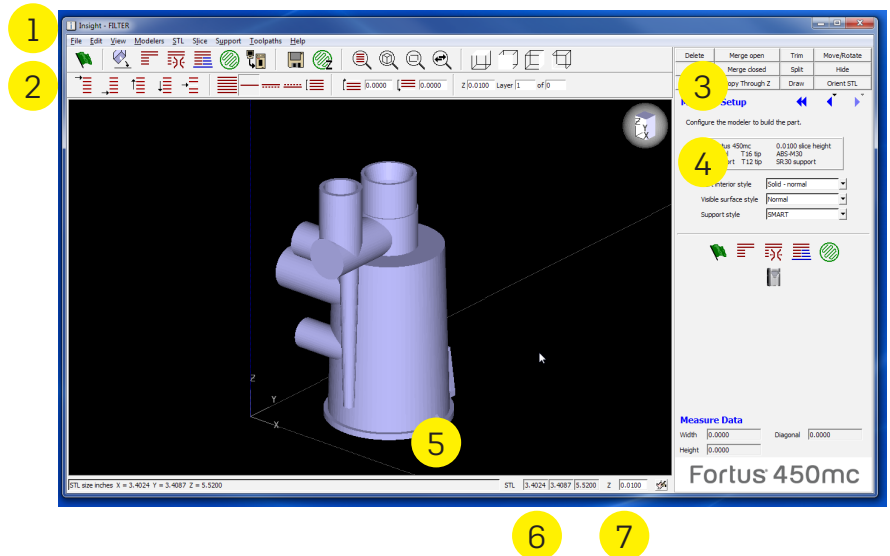 1
Insight - FILTER
File Edit View Modelers STL Slice Support Toolpaths Help
2
0.0000 0.0000 Z 0.0100 Layer 1 of 0
Delete Merge open Trim Move/Rotate
Merge closed Split Hide
3
opy Through Z Draw Orient STL
Setup
Configure the modeler to build the part.
tus 450mc 0.0100 slice height
T16 tip ABS-M30
4
ort T12 tip SR30 support
interior style Solid - normal
Visible surface style Normal
Support style SMART
Z
Y
X
Z
Y
X
5
Measure Data
Width 0.0000 Diagonal 0.0000
Height 0.0000
Fortus 450mc
STL size inches X = 3.4024 Y = 3.4087 Z = 5.5200
STL 3.4024 3.4087 5.5200 Z 0.0100
6
7